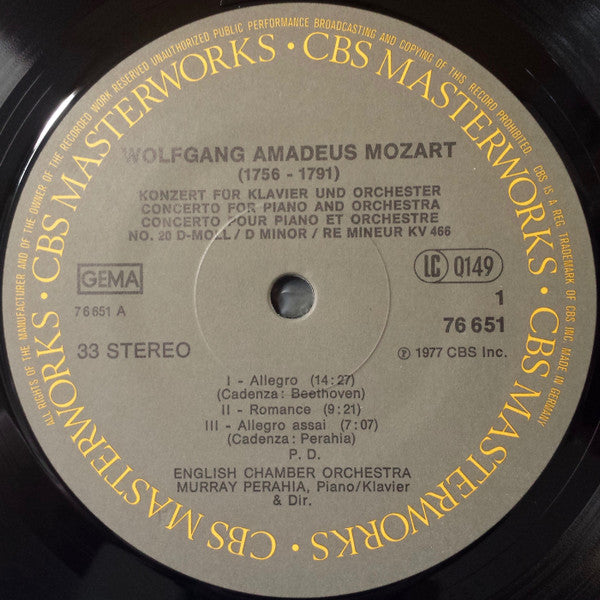 ALL RIGHTS OF THE MANUFACTURER AND OF THE OWNER OF THE RECORDED WORK RESERVED UNAUTHORIZED PUBLIC PERFORMANCE BROADCASTING AND COPYING OF THIS RECORD PROHIBITED. CBS IS A REG. TRADEMARK OF CBS INC. MADE IN GERMANY
CBS MASTERWORKS · CBS MASTERWORKS · CBS MASTERWORKS · CBS MASTERWORKS ·
WOLFGANG AMADEUS MOZART
(1756 - 1791)
KONZERT FÜR KLAVIER UND ORCHESTER
CONCERTO FOR PIANO AND ORCHESTRA
CONCERTO POUR PIANO ET ORCHESTRE
NO. 20 D-MOLL / D MINOR / RE MINEUR KV 466
GEMA
LC 0149
76 651 A
1
76 651
33 STEREO
℗ 1977 CBS Inc.
I - Allegro (14:27)
(Cadenza: Beethoven)
II - Romance (9:21)
III - Allegro assai (7:07)
(Cadenza: Perahia)
P. D.
ENGLISH CHAMBER ORCHESTRA
MURRAY PERAHIA, Piano/Klavier
& Dir.